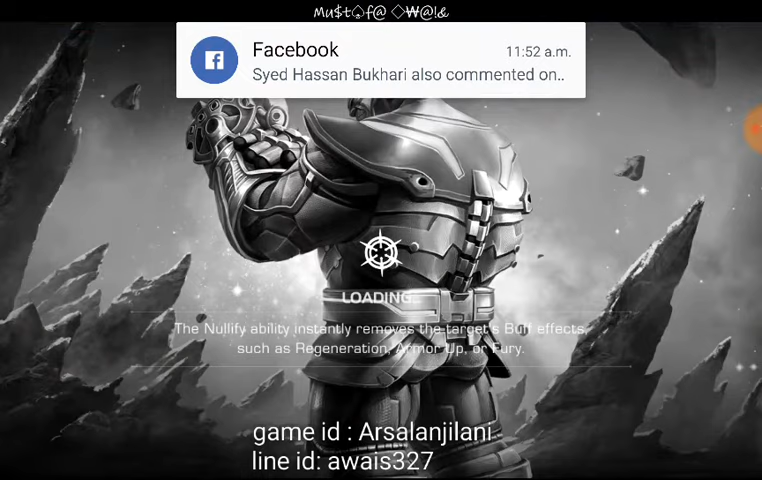 Mu$t♤f@ ◇₩@!&
Facebook
11:52 a.m.
Syed Hassan Bukhari also commented on..
LOADING...
The Nullify ability instantly removes the target's Buff effects,
such as Regeneration, Armor Up, or Fury.
game id : Arsalanjilani
line id: awais327